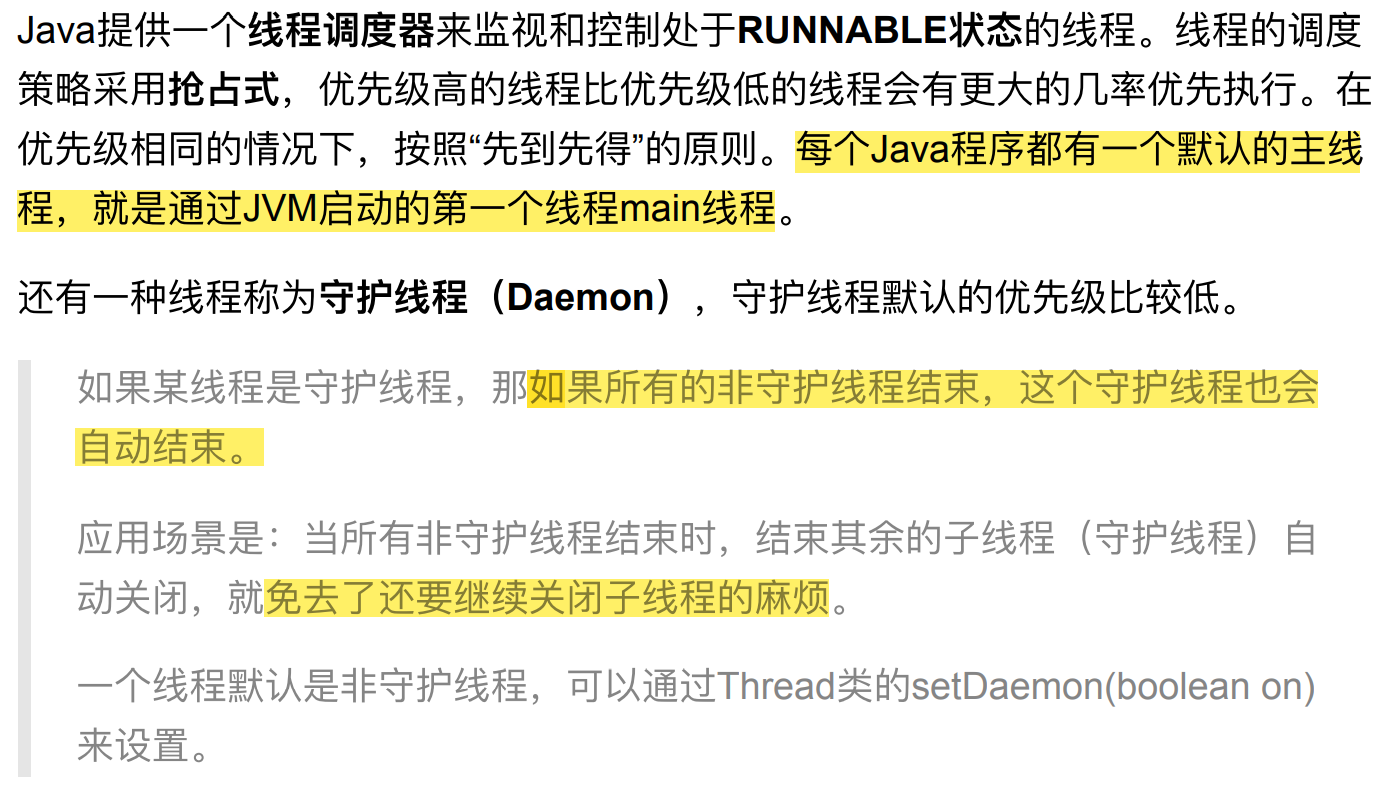 Java提供一个线程调度器来监视和控制处于RUNNABLE状态的线程。线程的调度
策略采用抢占式，优先级高的线程比优先级低的线程会有更大的几率优先执行。在
优先级相同的情况下，按照“先到先得”的原则。每个Java程序都有一个默认的主线
程，就是通过JVM启动的第一个线程main线程。
还有一种线程称为守护线程（Daemon），守护线程默认的优先级比较低。
如果某线程是守护线程，那如果所有的非守护线程结束，这个守护线程也会
自动结束。
应用场景是：当所有非守护线程结束时，结束其余的子线程（守护线程）自
动关闭，就免去了还要继续关闭子线程的麻烦。
一个线程默认是非守护线程，可以通过Thread类的setDaemon(boolean on)
来设置。